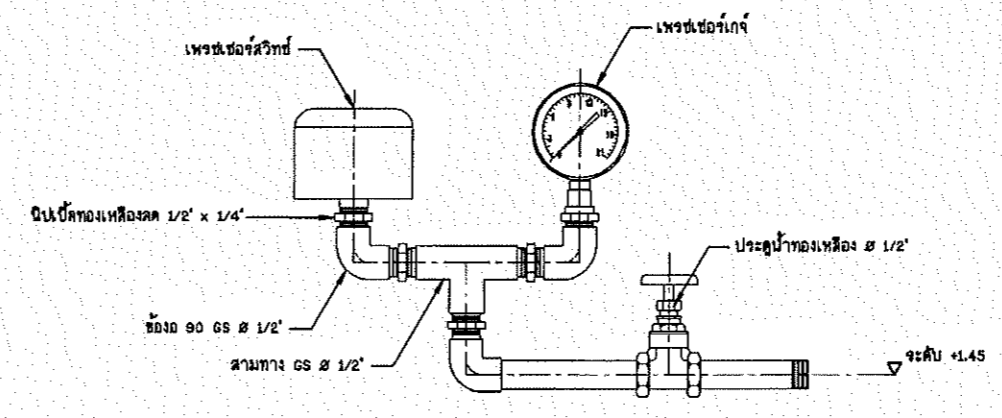 เพรชเชอร์เกจ์
เพรชเชอร์สวิทซ์
นิปเปิ้ลทองเหลืองลด 1/2" x 1/4"
ประตูน้ำทองเหลือง Ø 1/2"
ข้องอ 90 GS Ø 1/2"
สามทาง GS Ø 1/2"
ระดับ +1.45